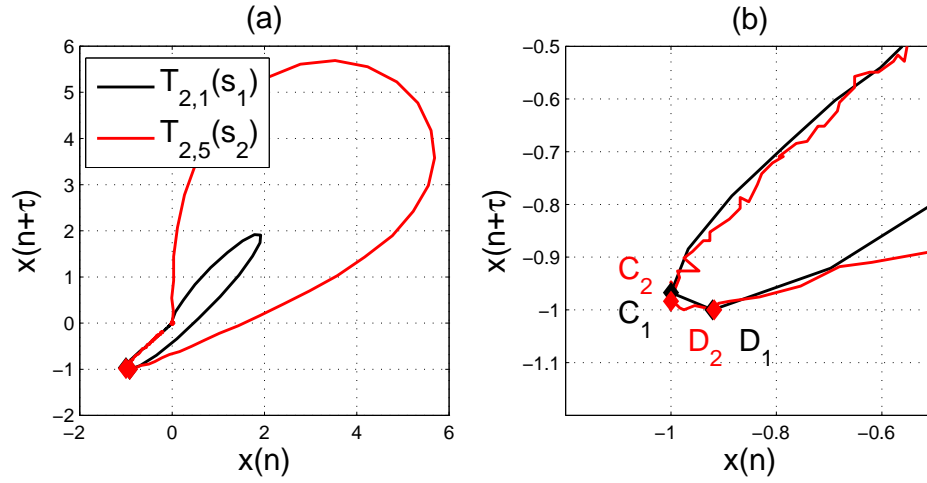 (a)
6
5
4
3
2
1
0
−1
−2
−2
0
2
4
6
x(n)
x(n+τ)
T2,1(s1)
T2,5(s2)
(b)
−0.5
−0.6
−0.7
−0.8
−0.9
−1
−1.1
−1
−0.8
−0.6
x(n)
x(n+τ)
C2
C1
D2
D1